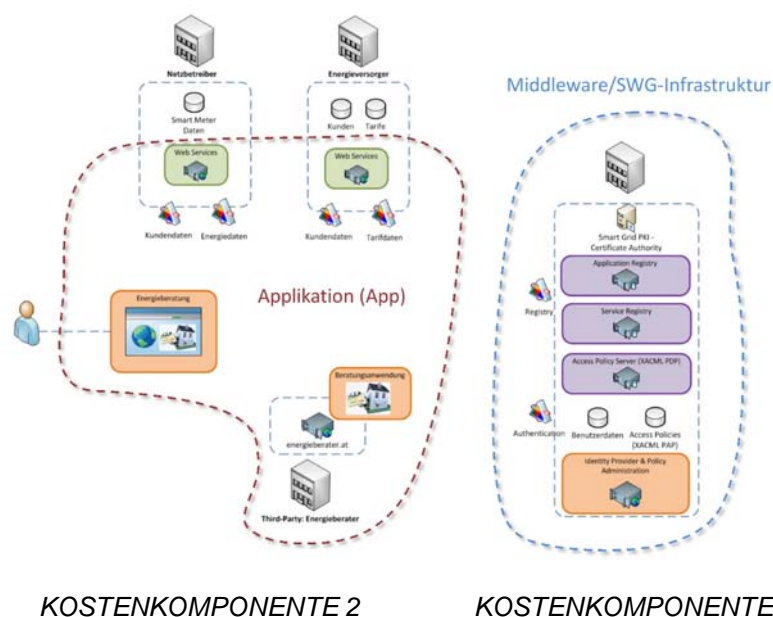 Netzbetreiber
Smart Meter
Daten
Web Services
Kundendaten
Energiedaten
Energieversorger
Kunden
Tarife
Web Services
Kundendaten
Tarifdaten
Applikation (App)
Energieberatung
Beratungsanwendung
energieberater.at
Third-Party: Energieberater
Middleware/SWG-Infrastruktur
Smart Grid PKI -
Certificate Authority
Application Registry
Registry
Service Registry
Access Policy Server (XACML PDP)
Authentication
Benutzerdaten
Access Policies
(XACML PAP)
Identity Provider & Policy
Administration
KOSTENKOMPONENTE 2
KOSTENKOMPONENTE